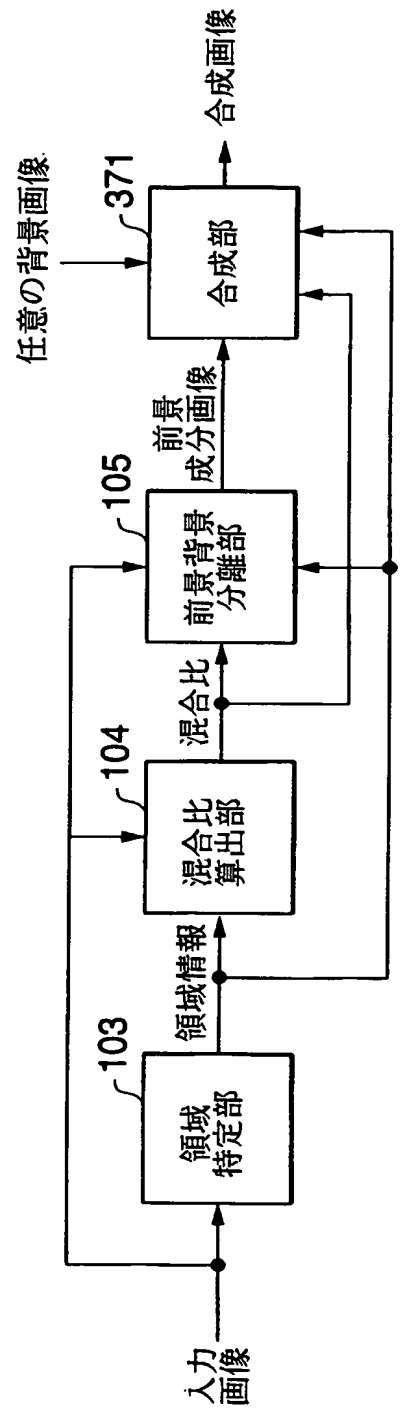 入力
画像
103
領域
特定部
領域情報
104
混合比
算出部
混合比
105
前景背景
分離部
前景
成分画像
任意の背景画像
371
合成部
合成画像